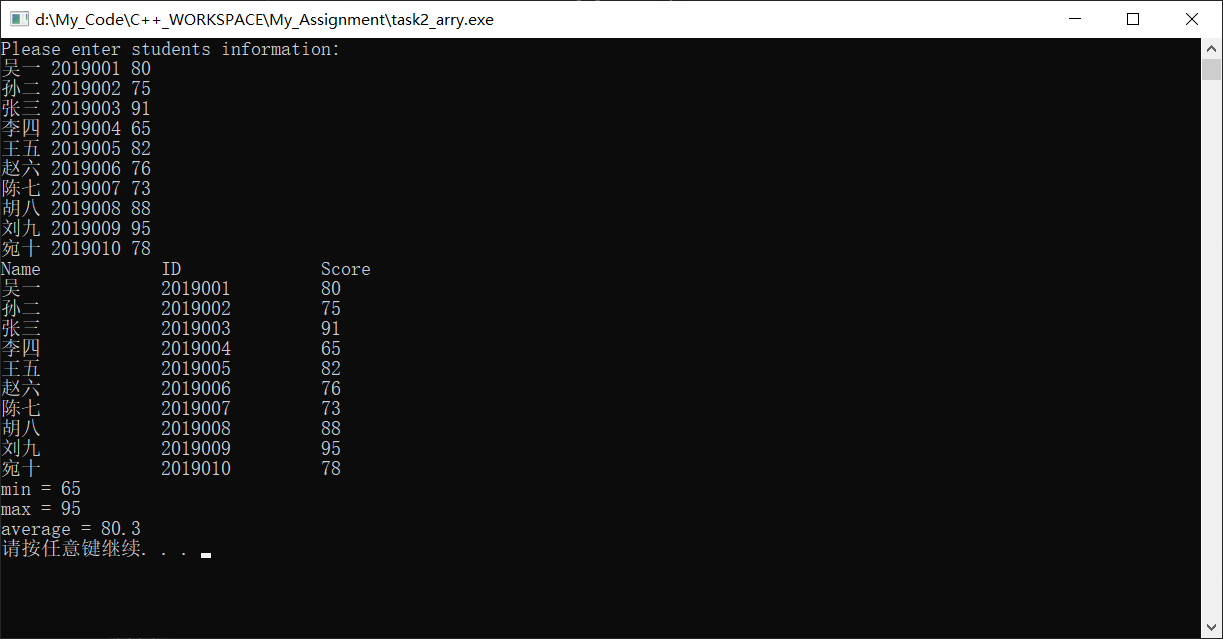 d:\My_Code\C++_WORKSPACE\My_Assignment\task2_arry.exe
Please enter students information:
吴一 2019001 80
孙二 2019002 75
张三 2019003 91
李四 2019004 65
王五 2019005 82
赵六 2019006 76
陈七 2019007 73
胡八 2019008 88
刘九 2019009 95
宛十 2019010 78
Name ID Score
吴一 2019001 80
孙二 2019002 75
张三 2019003 91
李四 2019004 65
王五 2019005 82
赵六 2019006 76
陈七 2019007 73
胡八 2019008 88
刘九 2019009 95
宛十 2019010 78
min = 65
max = 95
average = 80.3
请按任意键继续. . .